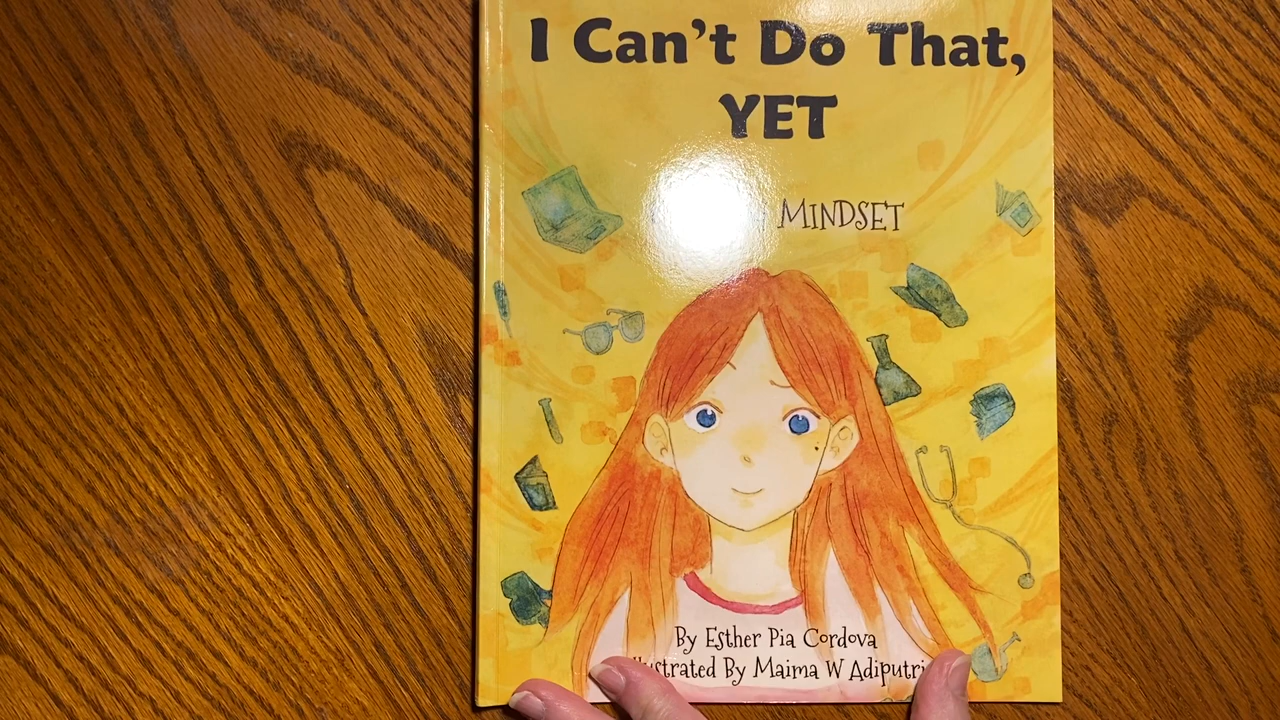 I Can't Do That,
YET
MINDSET
By Esther Pia Cordova
Illustrated By Maima W Adiputri